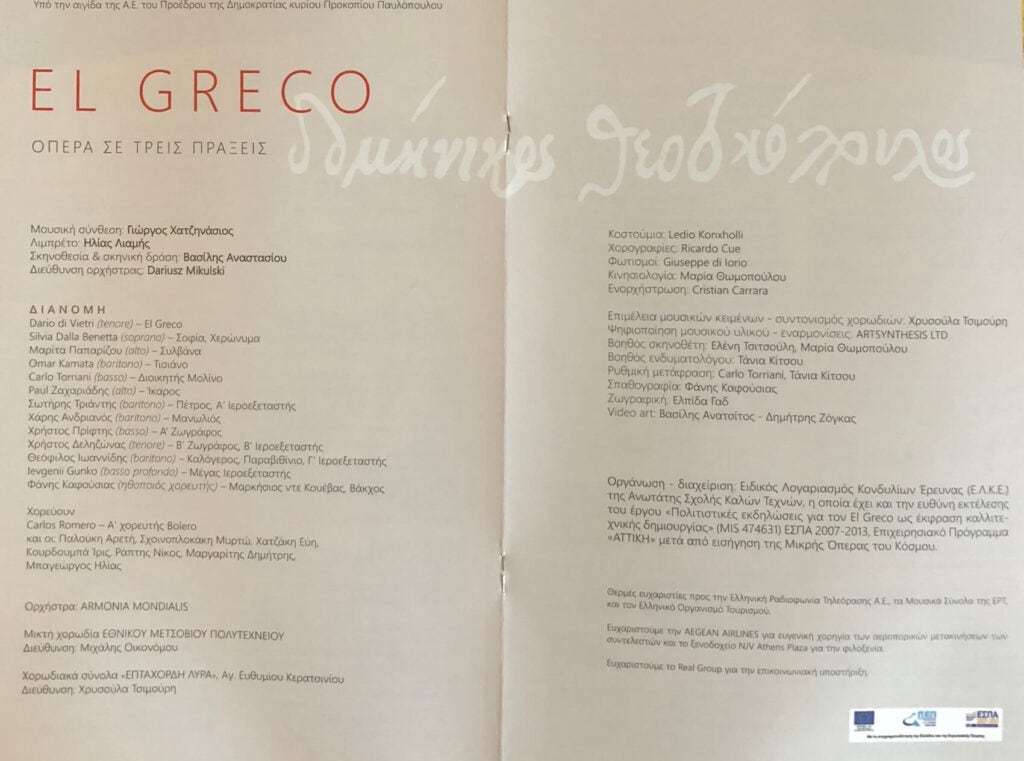 Υπό την αιγίδα της Α.Ε. του Προέδρου της Δημοκρατίας κυρίου Προκοπίου Παυλόπουλου
EL GRECO
ΟΠΕΡΑ ΣΕ ΤΡΕΙΣ ΠΡΑΞΕΙΣ
Μουσική σύνθεση: Γιώργος Χατζηνάσιος
Λιμπρέτο: Ηλίας Λιαμής
Σκηνοθεσία & σκηνική δράση: Βασίλης Αναστασίου
Διεύθυνση ορχήστρας: Dariusz Mikulski
ΔΙΑΝΟΜΗ
Dario di Vietri (tenore) – El Greco
Silvia Dalla Benetta (soprano) – Σοφία, Χερώνυμα
Μαρίτα Παπαρίζου (alto) – Συλβάνα
Omar Kamata (baritono) – Τισιάνο
Carlo Torriani (basso) – Διοικητής Μολίνο
Paul Ζαχαριάδης (alto) – Ίκαρος
Σωτήρης Τριάντης (baritono) – Πέτρος, Α' Ιεροεξεταστής
Χάρης Ανδριανός (baritono) – Μανωλιός
Χρήστος Πρίφτης (basso) – Α' Ζωγράφος
Χρήστος Δεληζώνας (tenore) – Β' Ζωγράφος, Β' Ιεροεξεταστής
Θεόφιλος Ιωαννίδης (baritono) – Καλόγερος, Παραβιθίνιο, Γ' Ιεροεξεταστής
Ievgenii Gunko (basso profondo) – Μέγας Ιεροεξεταστής
Φάνης Καφούσιας (ηθοποιός χορευτής) – Μαρκήσιος ντε Κουέβας, Βάκχος
Χορεύουν
Carlos Romero – Α' χορευτής Bolero
και οι: Παλούκη Αρετή, Σχοινοπλοκάκη Μυρτώ, Χατζάκη Εύη,
Κουρδουμπά Ίρις, Ράπτης Νίκος, Μαργαρίτης Δημήτρης,
Μπαγεώργος Ηλίας
Ορχήστρα: ARMONIA MONDIALIS
Μικτή χορωδία ΕΘΝΙΚΟΥ ΜΕΤΣΟΒΙΟΥ ΠΟΛΥΤΕΧΝΕΙΟΥ
Διεύθυνση: Μιχάλης Οικονόμου
Χορωδιακά σύνολα «ΕΠΤΑΧΟΡΔΗ ΛΥΡΑ», Αγ. Ευθυμίου Κερατσινίου
Διεύθυνση: Χρυσούλα Τσιμούρη
Κοστούμια: Ledio Konxholli
Χορογραφίες: Ricardo Cue
Φωτισμοί: Giuseppe di Iorio
Κινησιολογία: Μαρία Θωμοπούλου
Ενορχήστρωση: Cristian Carrara
Επιμέλεια μουσικών κειμένων - συντονισμός χορωδιών: Χρυσούλα Τσιμούρη
Ψηφιοποίηση μουσικού υλικού - εναρμονίσεις: ARTSYNTHESIS LTD
Βοηθός σκηνοθέτη: Ελένη Τσιτσούλη, Μαρία Θωμοπούλου
Βοηθός ενδυματολόγου: Τάνια Κίτσου
Ρυθμική μετάφραση: Carlo Torriani, Τάνια Κίτσου
Σπαθογραφία: Φάνης Καφούσιας
Ζωγραφική: Ελπίδα Γαδ
Video art: Βασίλης Ανατσίτος - Δημήτρης Ζόγκας
Οργάνωση - διαχείριση: Ειδικός Λογαριασμός Κονδυλίων Έρευνας (Ε.Λ.Κ.Ε.)
της Ανωτάτης Σχολής Καλών Τεχνών, η οποία έχει και την ευθύνη εκτέλεσης
του έργου «Πολιτιστικές εκδηλώσεις για τον El Greco ως έκφραση καλλιτε-
χνικής δημιουργίας» (MIS 474631) ΕΣΠΑ 2007-2013, Επιχειρησιακό Πρόγραμμα
«ΑΤΤΙΚΗ» μετά από εισήγηση της Μικρής Όπερας του Κόσμου.
Θερμές ευχαριστίες προς την Ελληνική Ραδιοφωνία Τηλεόρασης Α.Ε., τα Μουσικά Σύνολα της ΕΡΤ,
και τον Ελληνικό Οργανισμό Τουρισμού.
Ευχαριστούμε την AEGEAN AIRLINES για ευγενική χορηγία των αεροπορικών μετακινήσεων των
συντελεστών και το ξενοδοχείο NJV Athens Plaza για την φιλοξενία.
Ευχαριστούμε το Real Group για την επικοινωνιακή υποστήριξη.
ΕΣΠΑ